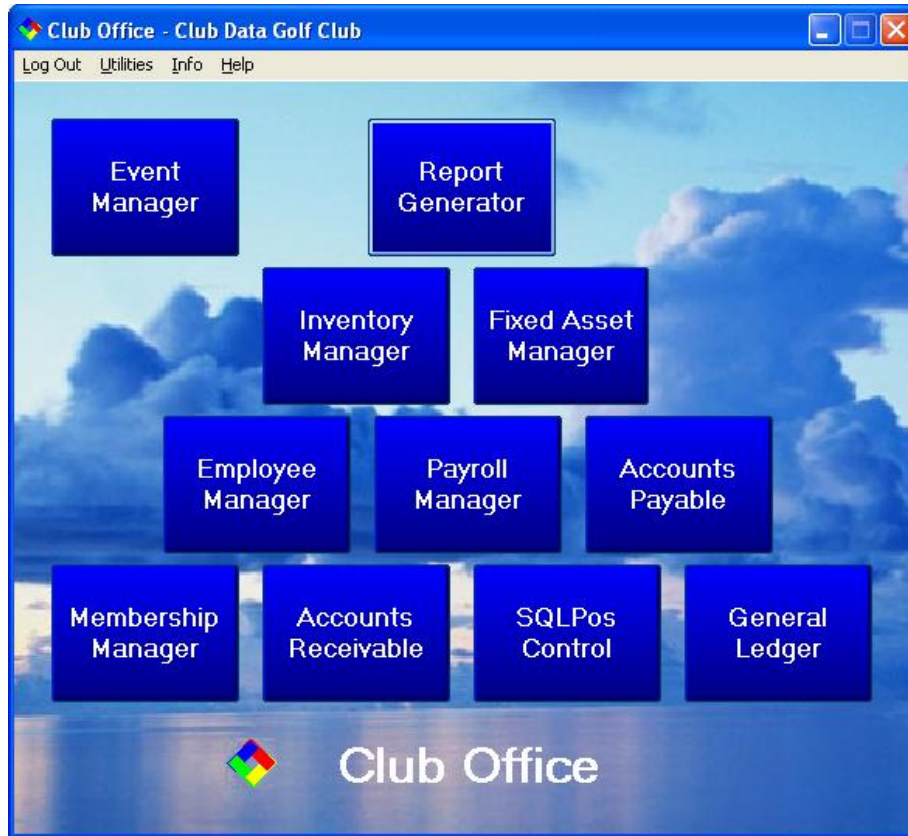 Club Office - Club Data Golf Club
Log Out Utilities Info Help
Event
Manager
Report
Generator
Inventory
Manager
Fixed Asset
Manager
Employee
Manager
Payroll
Manager
Accounts
Payable
Membership
Manager
Accounts
Receivable
SQLPos
Control
General
Ledger
Club Office